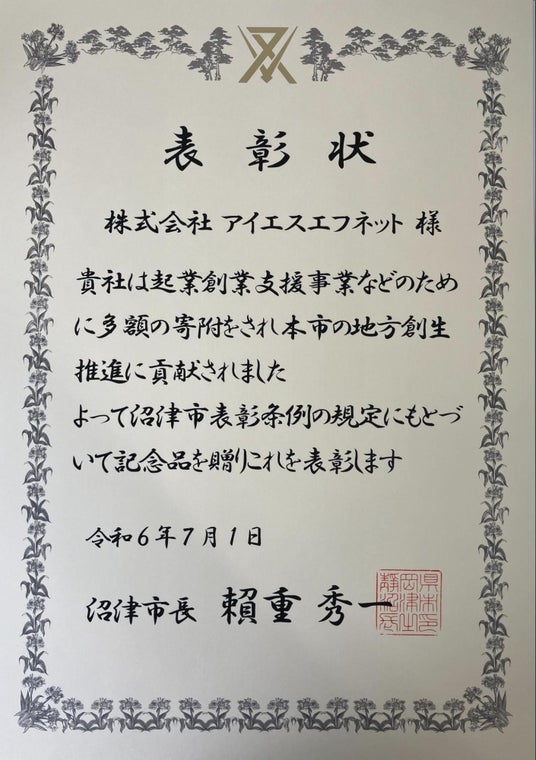 表彰状
株式会社 アイエスエフネット 様
貴社は起業創業支援事業などのため
に多額の寄附をされ本市の地方創生
推進に貢献されました
よって沼津市表彰条例の規定にもとづ
いて記念品を贈りこれを表彰します
令和6年7月1日
沼津市長 賴重 秀一